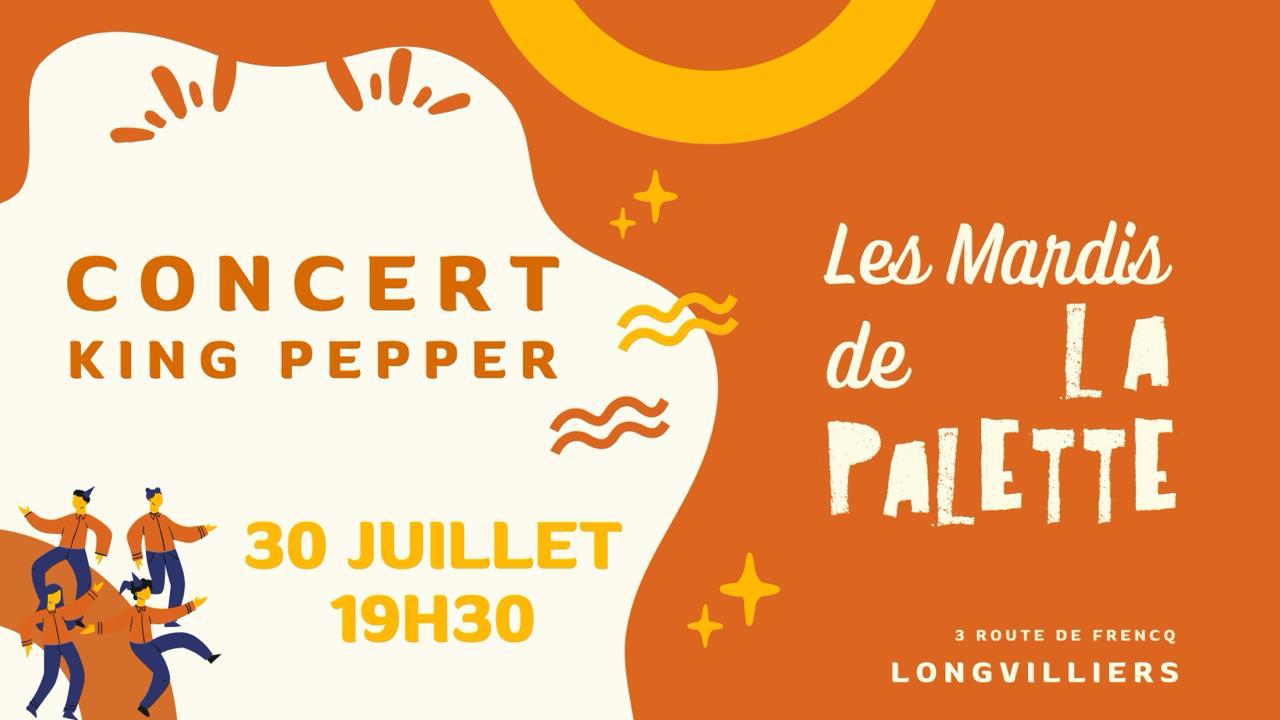 CONCERT
KING PEPPER
30 JUILLET
19H30
Les Mardis
de LA
PALETTE
3 ROUTE DE FRENCQ
LONGVILLIERS